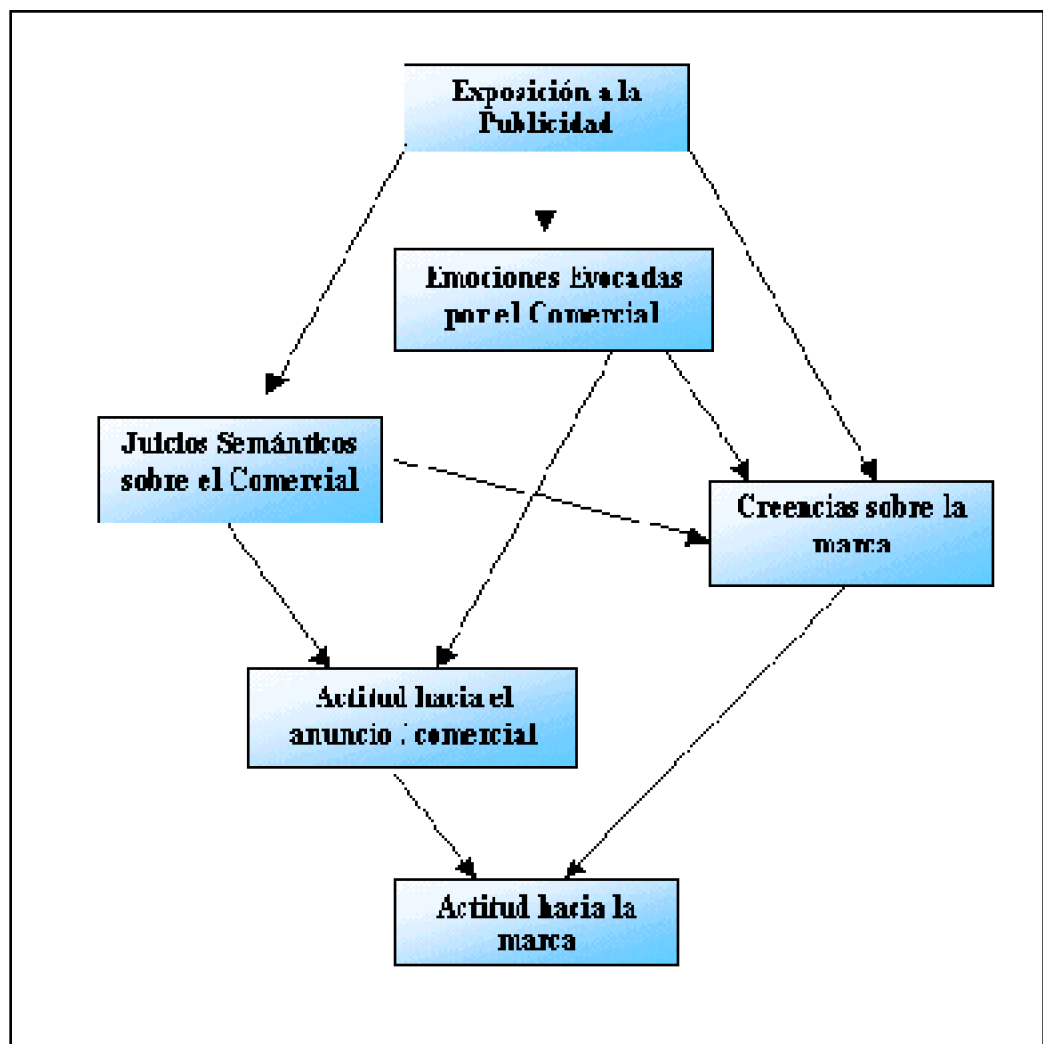 Exposición a la
Publicidad
Emociones Evocadas
por el Comercial
Juicios Semánticos
sobre el Comercial
Creencias sobre la
marca
Actitud hacia el
anuncio / comercial
Actitud hacia la
marca